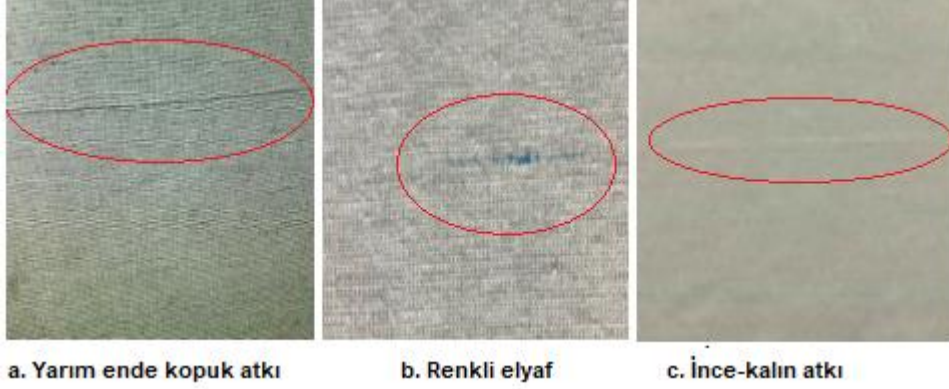 a. Yarım ende kopuk atkı
b. Renkli elyaf
c. İnce-kalın atkı